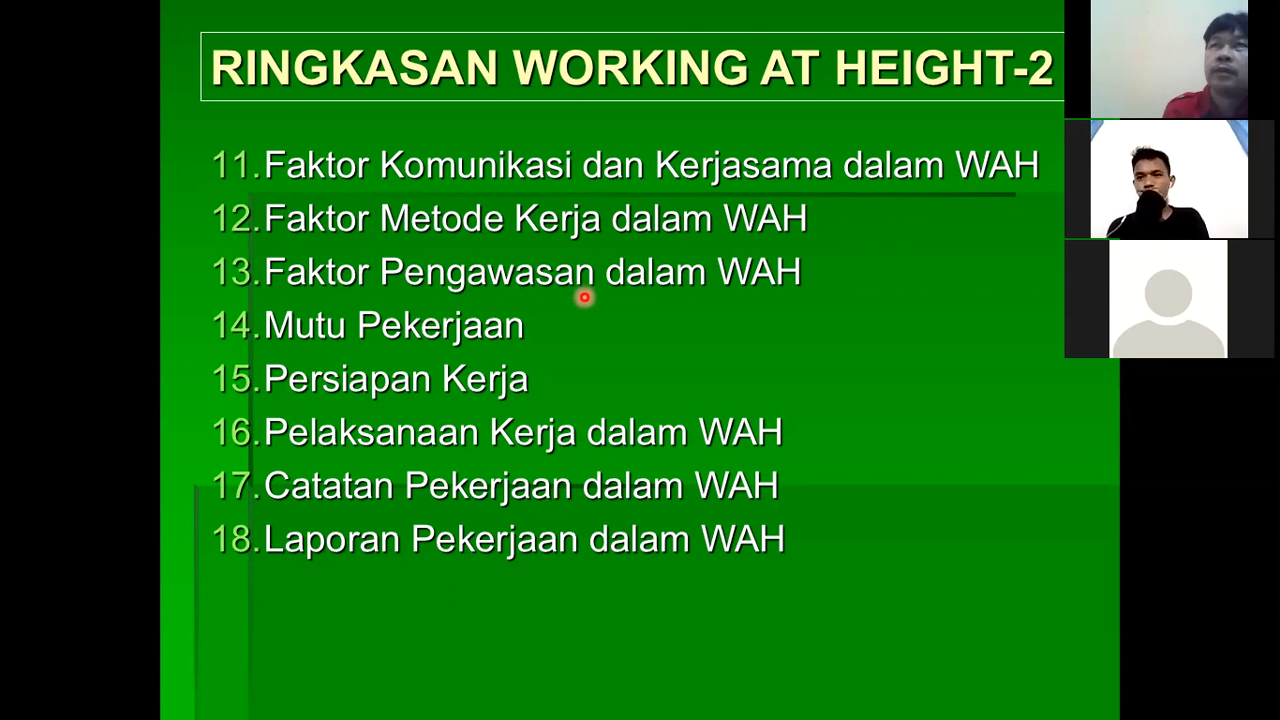 RINGKASAN WORKING AT HEIGHT-2
11. Faktor Komunikasi dan Kerjasama dalam WAH
12. Faktor Metode Kerja dalam WAH
13. Faktor Pengawasan dalam WAH
14. Mutu Pekerjaan
15. Persiapan Kerja
16. Pelaksanaan Kerja dalam WAH
17. Catatan Pekerjaan dalam WAH
18. Laporan Pekerjaan dalam WAH